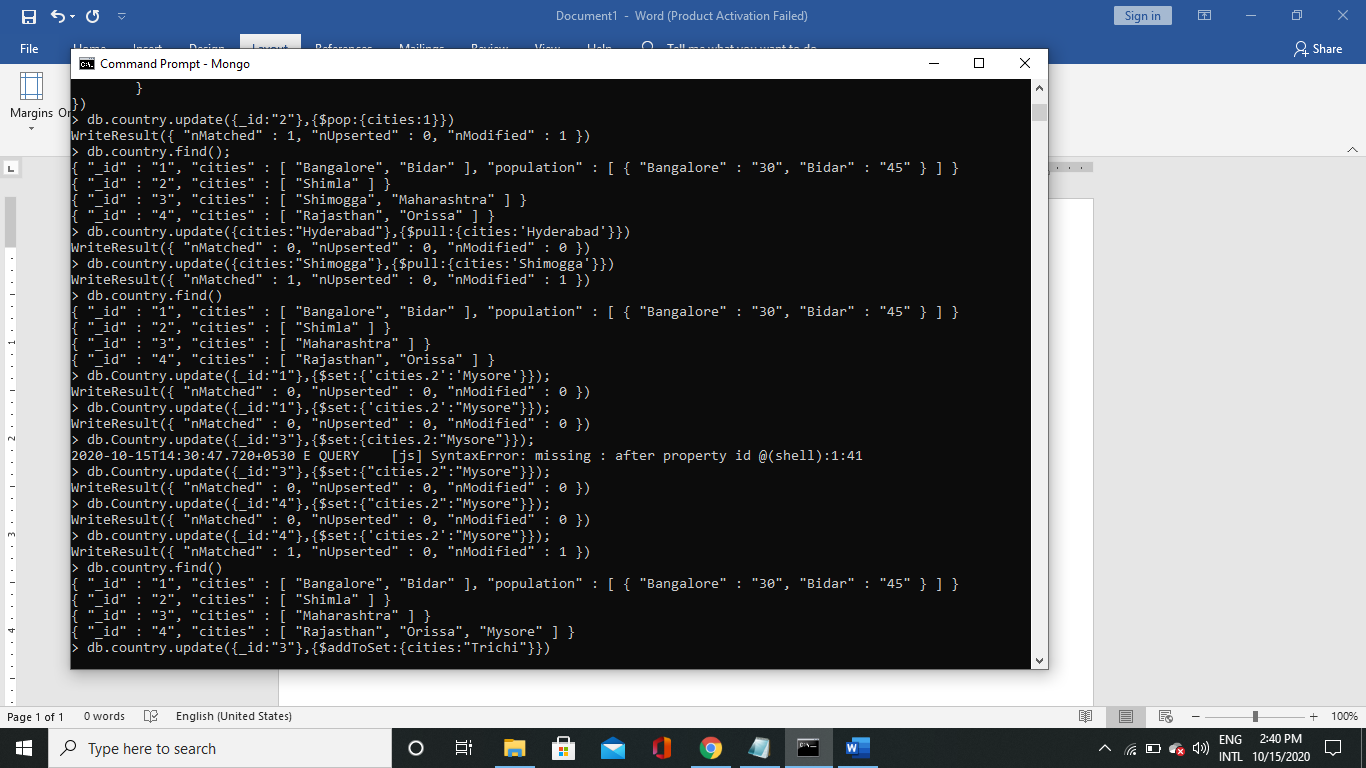 Document1 - Word (Product Activation Failed)
Sign in
File
Share
Command Prompt - Mongo
Margins
}
})
> db.country.update({_id:"2"},{$pop:{cities:1}})
WriteResult({ "nMatched" : 1, "nUpserted" : 0, "nModified" : 1 })
> db.country.find();
{ "_id" : "1", "cities" : [ "Bangalore", "Bidar" ], "population" : [ { "Bangalore" : "30", "Bidar" : "45" } ] }
{ "_id" : "2", "cities" : [ "Shimla" ] }
{ "_id" : "3", "cities" : [ "Shimogga", "Maharashtra" ] }
{ "_id" : "4", "cities" : [ "Rajasthan", "Orissa" ] }
> db.country.update({cities:"Hyderabad"},{$pull:{cities:'Hyderabad'}})
WriteResult({ "nMatched" : 0, "nUpserted" : 0, "nModified" : 0 })
> db.country.update({cities:"Shimogga"},{$pull:{cities:'Shimogga'}})
WriteResult({ "nMatched" : 1, "nUpserted" : 0, "nModified" : 1 })
> db.country.find()
{ "_id" : "1", "cities" : [ "Bangalore", "Bidar" ], "population" : [ { "Bangalore" : "30", "Bidar" : "45" } ] }
{ "_id" : "2", "cities" : [ "Shimla" ] }
{ "_id" : "3", "cities" : [ "Maharashtra" ] }
{ "_id" : "4", "cities" : [ "Rajasthan", "Orissa" ] }
> db.Country.update({_id:"1"},{$set:{'cities.2':'Mysore'}});
WriteResult({ "nMatched" : 0, "nUpserted" : 0, "nModified" : 0 })
> db.Country.update({_id:"1"},{$set:{'cities.2':"Mysore"}});
WriteResult({ "nMatched" : 0, "nUpserted" : 0, "nModified" : 0 })
> db.Country.update({_id:"3"},{$set:{cities.2:"Mysore"}});
2020-10-15T14:30:47.720+0530 E QUERY    [js] SyntaxError: missing : after property id @(shell):1:41
> db.Country.update({_id:"3"},{$set:{"cities.2":"Mysore"}});
WriteResult({ "nMatched" : 0, "nUpserted" : 0, "nModified" : 0 })
> db.Country.update({_id:"4"},{$set:{"cities.2":"Mysore"}});
WriteResult({ "nMatched" : 0, "nUpserted" : 0, "nModified" : 0 })
> db.country.update({_id:"4"},{$set:{'cities.2':"Mysore"}});
WriteResult({ "nMatched" : 1, "nUpserted" : 0, "nModified" : 1 })
> db.country.find()
{ "_id" : "1", "cities" : [ "Bangalore", "Bidar" ], "population" : [ { "Bangalore" : "30", "Bidar" : "45" } ] }
{ "_id" : "2", "cities" : [ "Shimla" ] }
{ "_id" : "3", "cities" : [ "Maharashtra" ] }
{ "_id" : "4", "cities" : [ "Rajasthan", "Orissa", "Mysore" ] }
> db.country.update({_id:"3"},{$addToSet:{cities:"Trichi"}})
1
2
3
4
Page 1 of 1 0 words English (United States) 100%
Type here to search
ENG 2:40 PM
INTL 10/15/2020